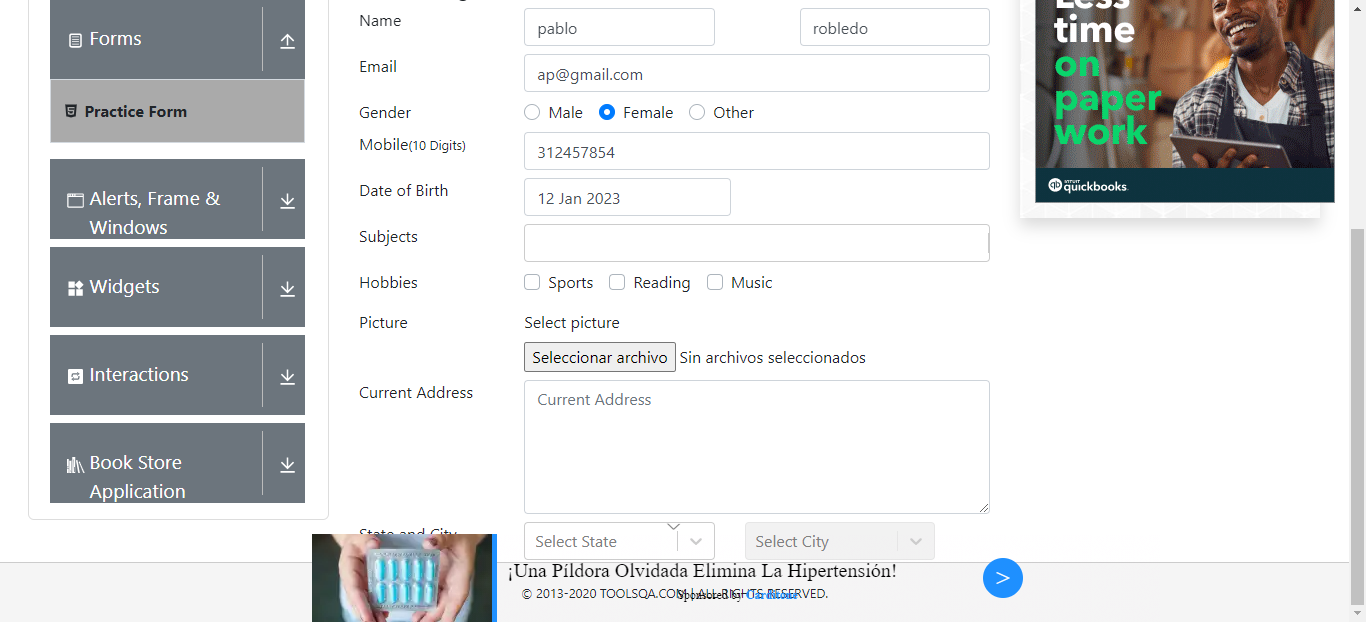 Forms
Practice Form
Alerts, Frame &
Windows
Widgets
Interactions
Book Store
Application
Name
pablo
robledo
Email
ap@gmail.com
Gender
Male
Female
Other
Mobile(10 Digits)
312457854
Date of Birth
12 Jan 2023
Subjects
Hobbies
Sports
Reading
Music
Picture
Select picture
Seleccionar archivo Sin archivos seleccionados
Current Address
Current Address
State and City
Select State
Select City
¡Una Píldora Olvidada Elimina La Hipertensión!
>
© 2013-2020 TOOLSQA.COM | ALL RIGHTS RESERVED.
Sponsored by
Less
time
on
paper
work
INTUIT
quickbooks.